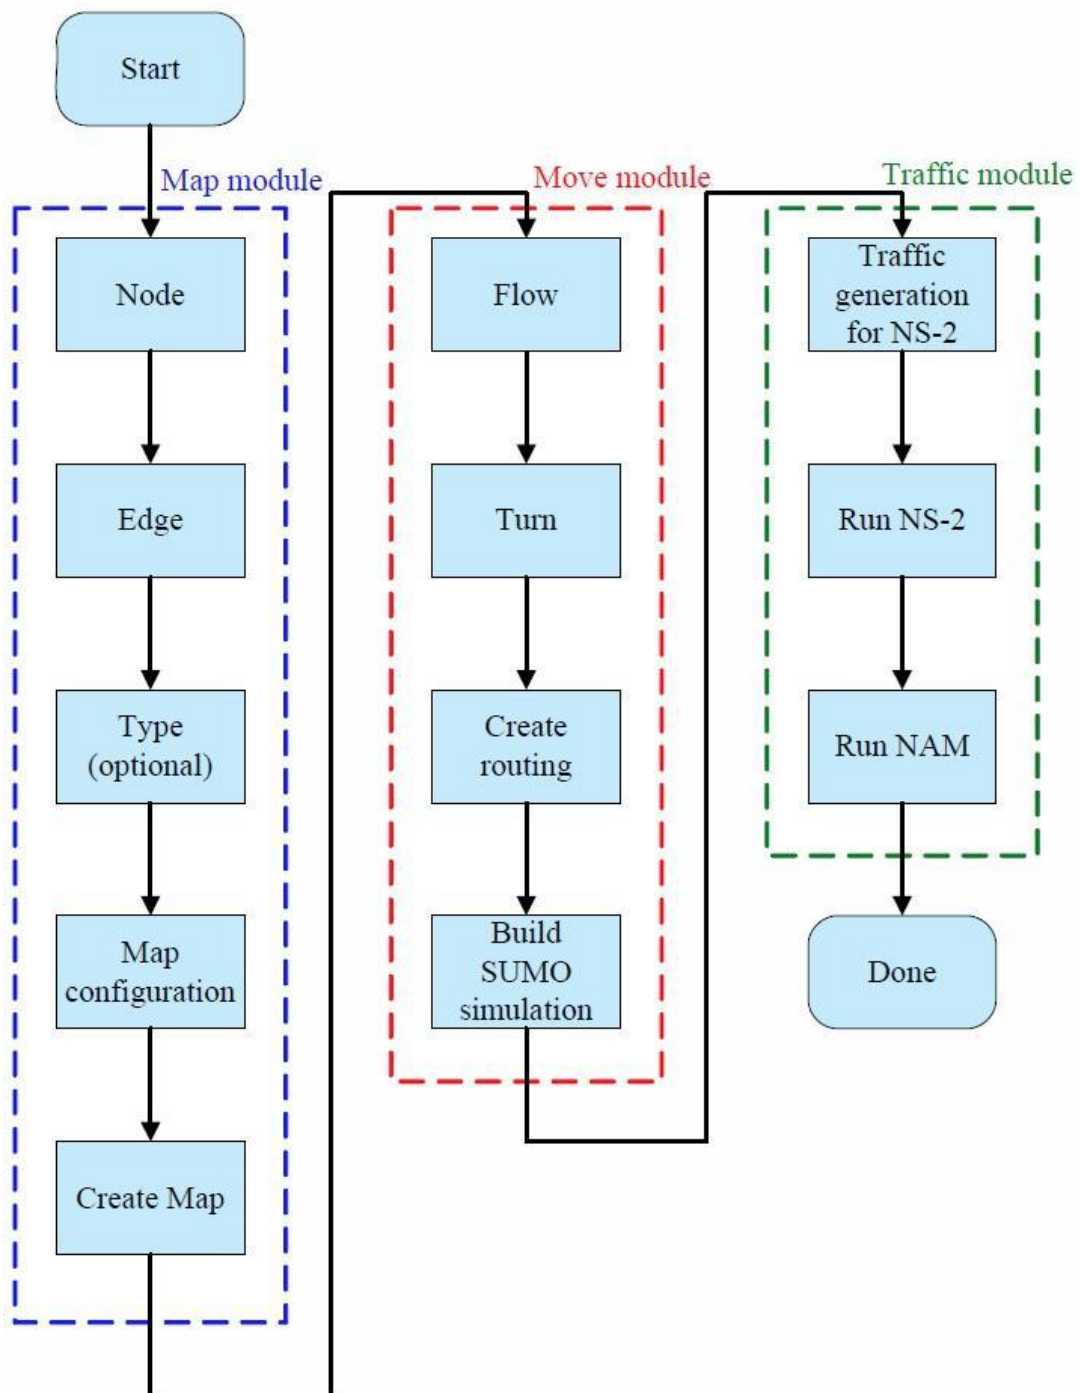 Start
Map module
Node
Edge
Type
(optional)
Map
configuration
Create Map
Move module
Flow
Turn
Create
routing
Build
SUMO
simulation
Traffic module
Traffic
generation
for NS-2
Run NS-2
Run NAM
Done